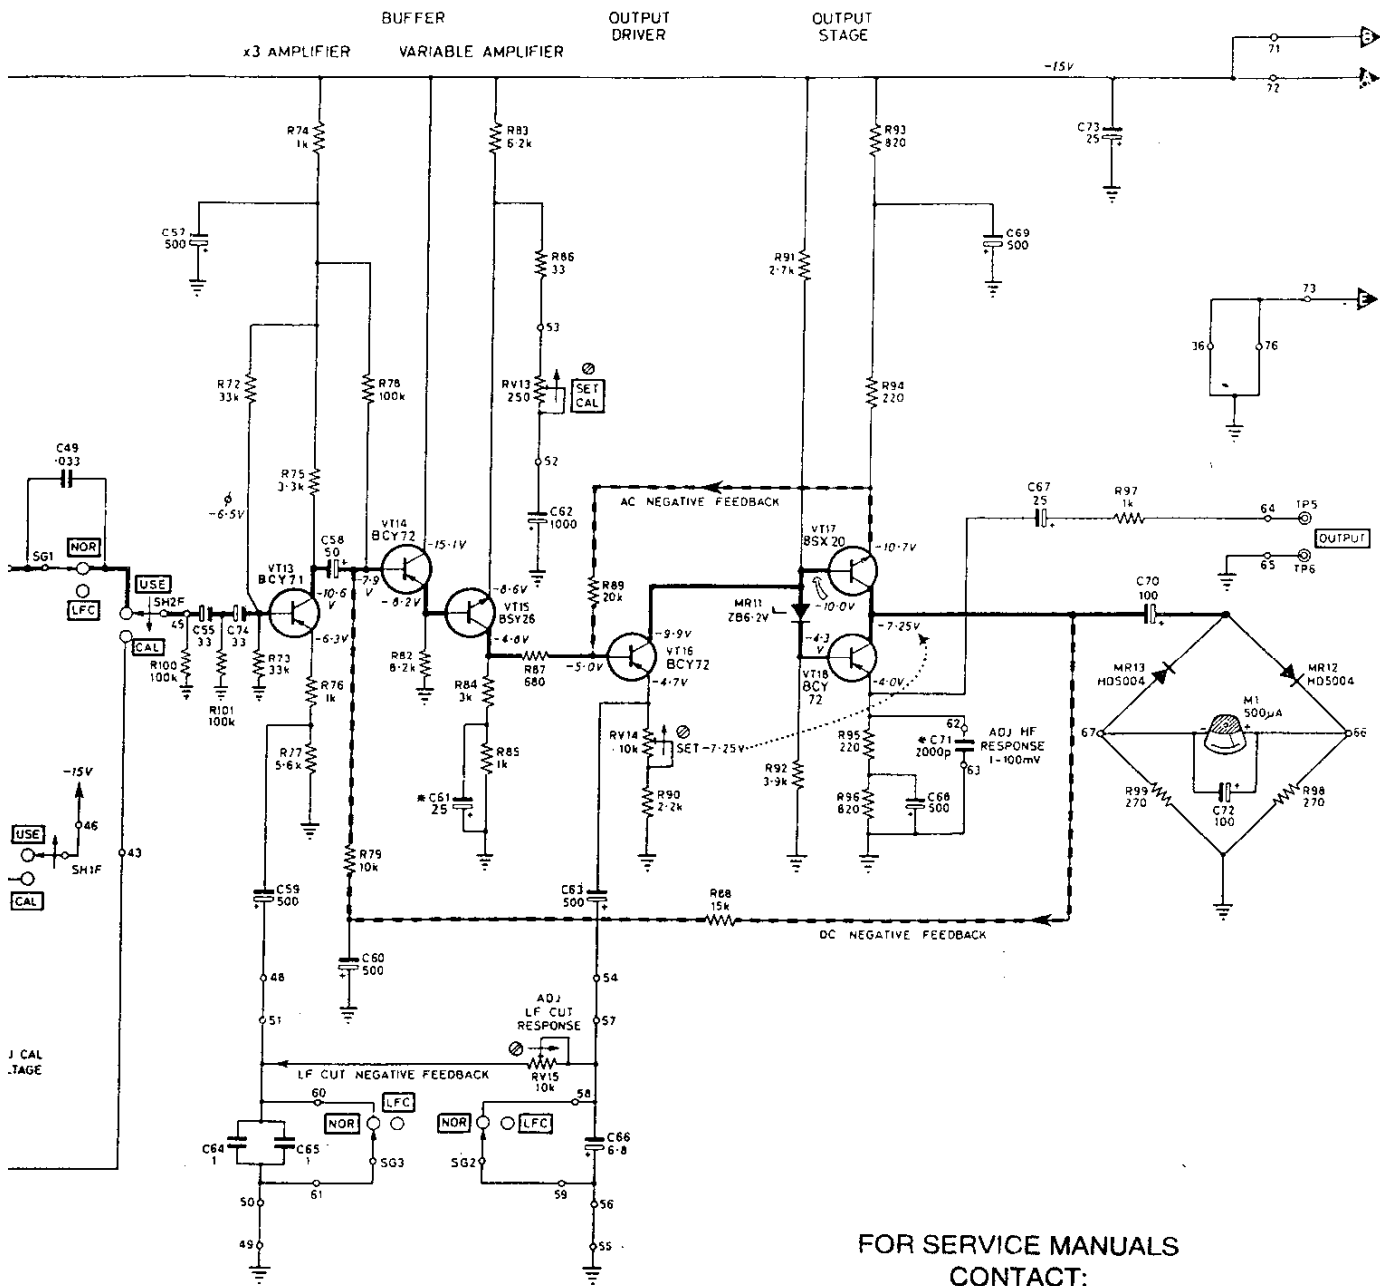 BUFFER
OUTPUT
DRIVER
OUTPUT
STAGE
x3 AMPLIFIER
VARIABLE AMPLIFIER
71
-15V
72
R74
1k
R83
6·2k
R93
820
C73
25
+
C57
500
+
R86
33
R91
2·7k
C69
500
+
53
73
36
76
R72
33k
R78
100k
RV13
250
SET
CAL
R94
220
C49
·033
52
R75
3·3k
ϕ
-6·5V
AC NEGATIVE FEEDBACK
C67
25
+
R97
1k
64
TP5
OUTPUT
65
TP6
C62
1000
+
VT14
BCY72
-15·1V
C58
50
+
VT17
BSX 20
-10·7V
SG1
NOR
LFC
USE
SH2F
45
CAL
VT13
BCY71
-10·6
V
-7·9
V
-8·2V
-8·6V
VT15
BSY26
-4·8V
R89
20k
MR11
ZB6·2V
-10·0V
C70
100
+
C55
33
C74
33
-6·3V
-9·9V
VT16
BCY72
-4·3
V
-7·25V
R100
100k
R101
100k
R73
33k
R82
8·2k
R87
680
-5·0V
-4·7V
VT18
BCY
72
-4·0V
MR13
HD5004
MR12
HD5004
R76
1k
R84
3k
M1
500µA
- +
67
66
RV14
10k
SET -7·25V
R95
220
62
*C71
2000p
63
ADJ HF
RESPONSE
1-100mV
R77
5·6k
R85
1k
*C61
25
+
R90
2·2k
R92
3·9k
R96
820
C68
500
+
R99
270
C72
100
+
R98
270
-15V
46
USE
SH1F
CAL
43
R79
10k
C59
500
+
C63
500
+
R88
15k
DC NEGATIVE FEEDBACK
C60
500
+
48
54
51
57
ADJ
LF CUT
RESPONSE
J CAL
TAGE
LF CUT NEGATIVE FEEDBACK
RV15
10k
60
LFC
NOR
58
NOR
LFC
C64
1
C65
1
SG3
SG2
C66
6·8
+
61
59
50
56
49
55
FOR SERVICE MANUALS
CONTACT: